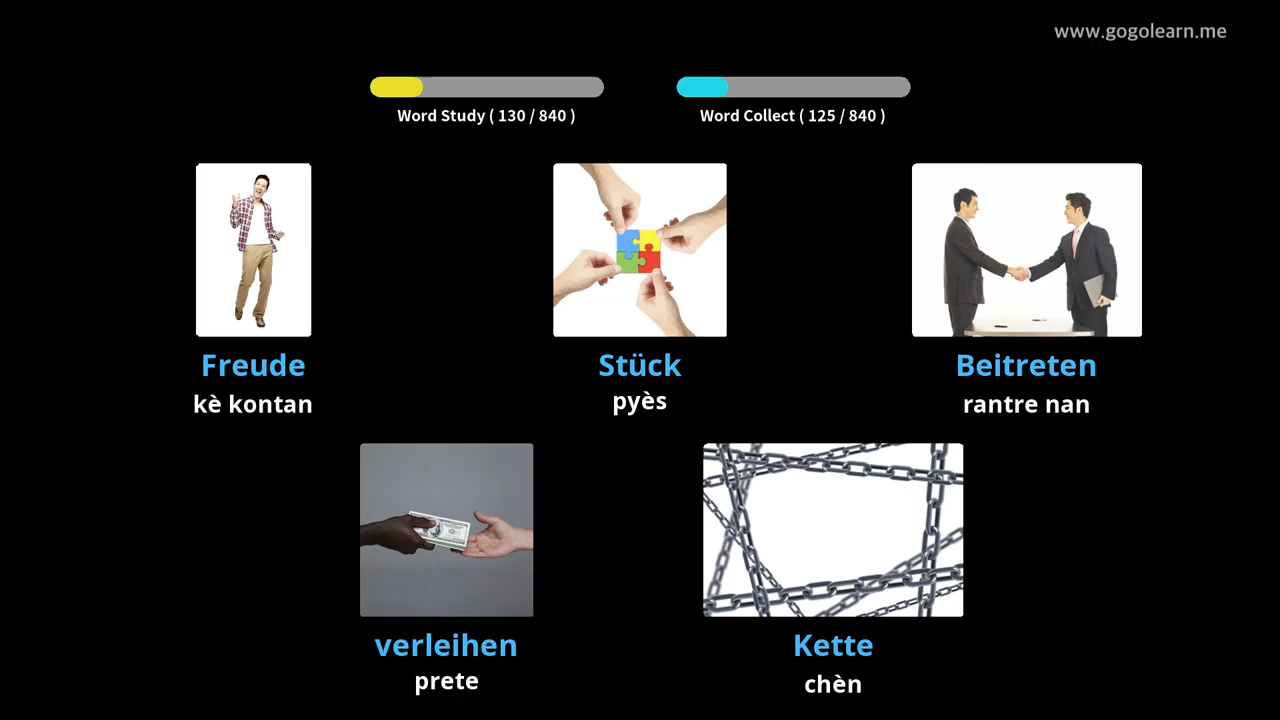 www.gogolearn.me
Word Study ( 130 / 840 )
Word Collect ( 125 / 840 )
Freude
kè kontan
Stück
pyès
Beitreten
rantre nan
verleihen
prete
Kette
chèn